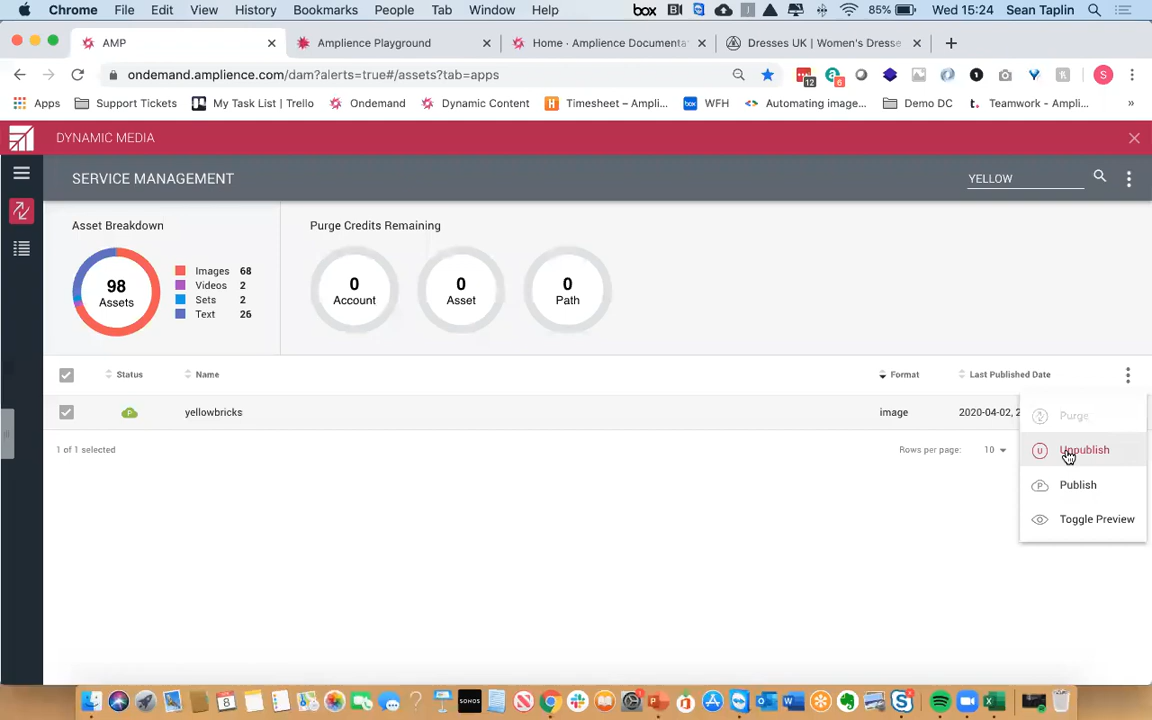 Chrome File Edit View History Bookmarks People Tab Window Help box 85% Wed 15:24 Sean Taplin
AMP Amplience Playground Home · Amplience Documenta Dresses UK | Women's Dresse
ondemand.amplience.com/dam?alerts=true#/assets?tab=apps 12 6 S
Apps Support Tickets My Task List | Trello Ondemand Dynamic Content Timesheet – Ampli... WFH Automating image... Demo DC Teamwork - Ampli... »
DYNAMIC MEDIA
SERVICE MANAGEMENT YELLOW
Asset Breakdown
98
Assets
Images 68
Videos 2
Sets 2
Text 26
Purge Credits Remaining
0
Account
0
Asset
0
Path
Status Name Format Last Published Date
P yellowbricks image 2020-04-02, 2
1 of 1 selected Rows per page: 10
Purge
U Unpublish
P Publish
Toggle Preview